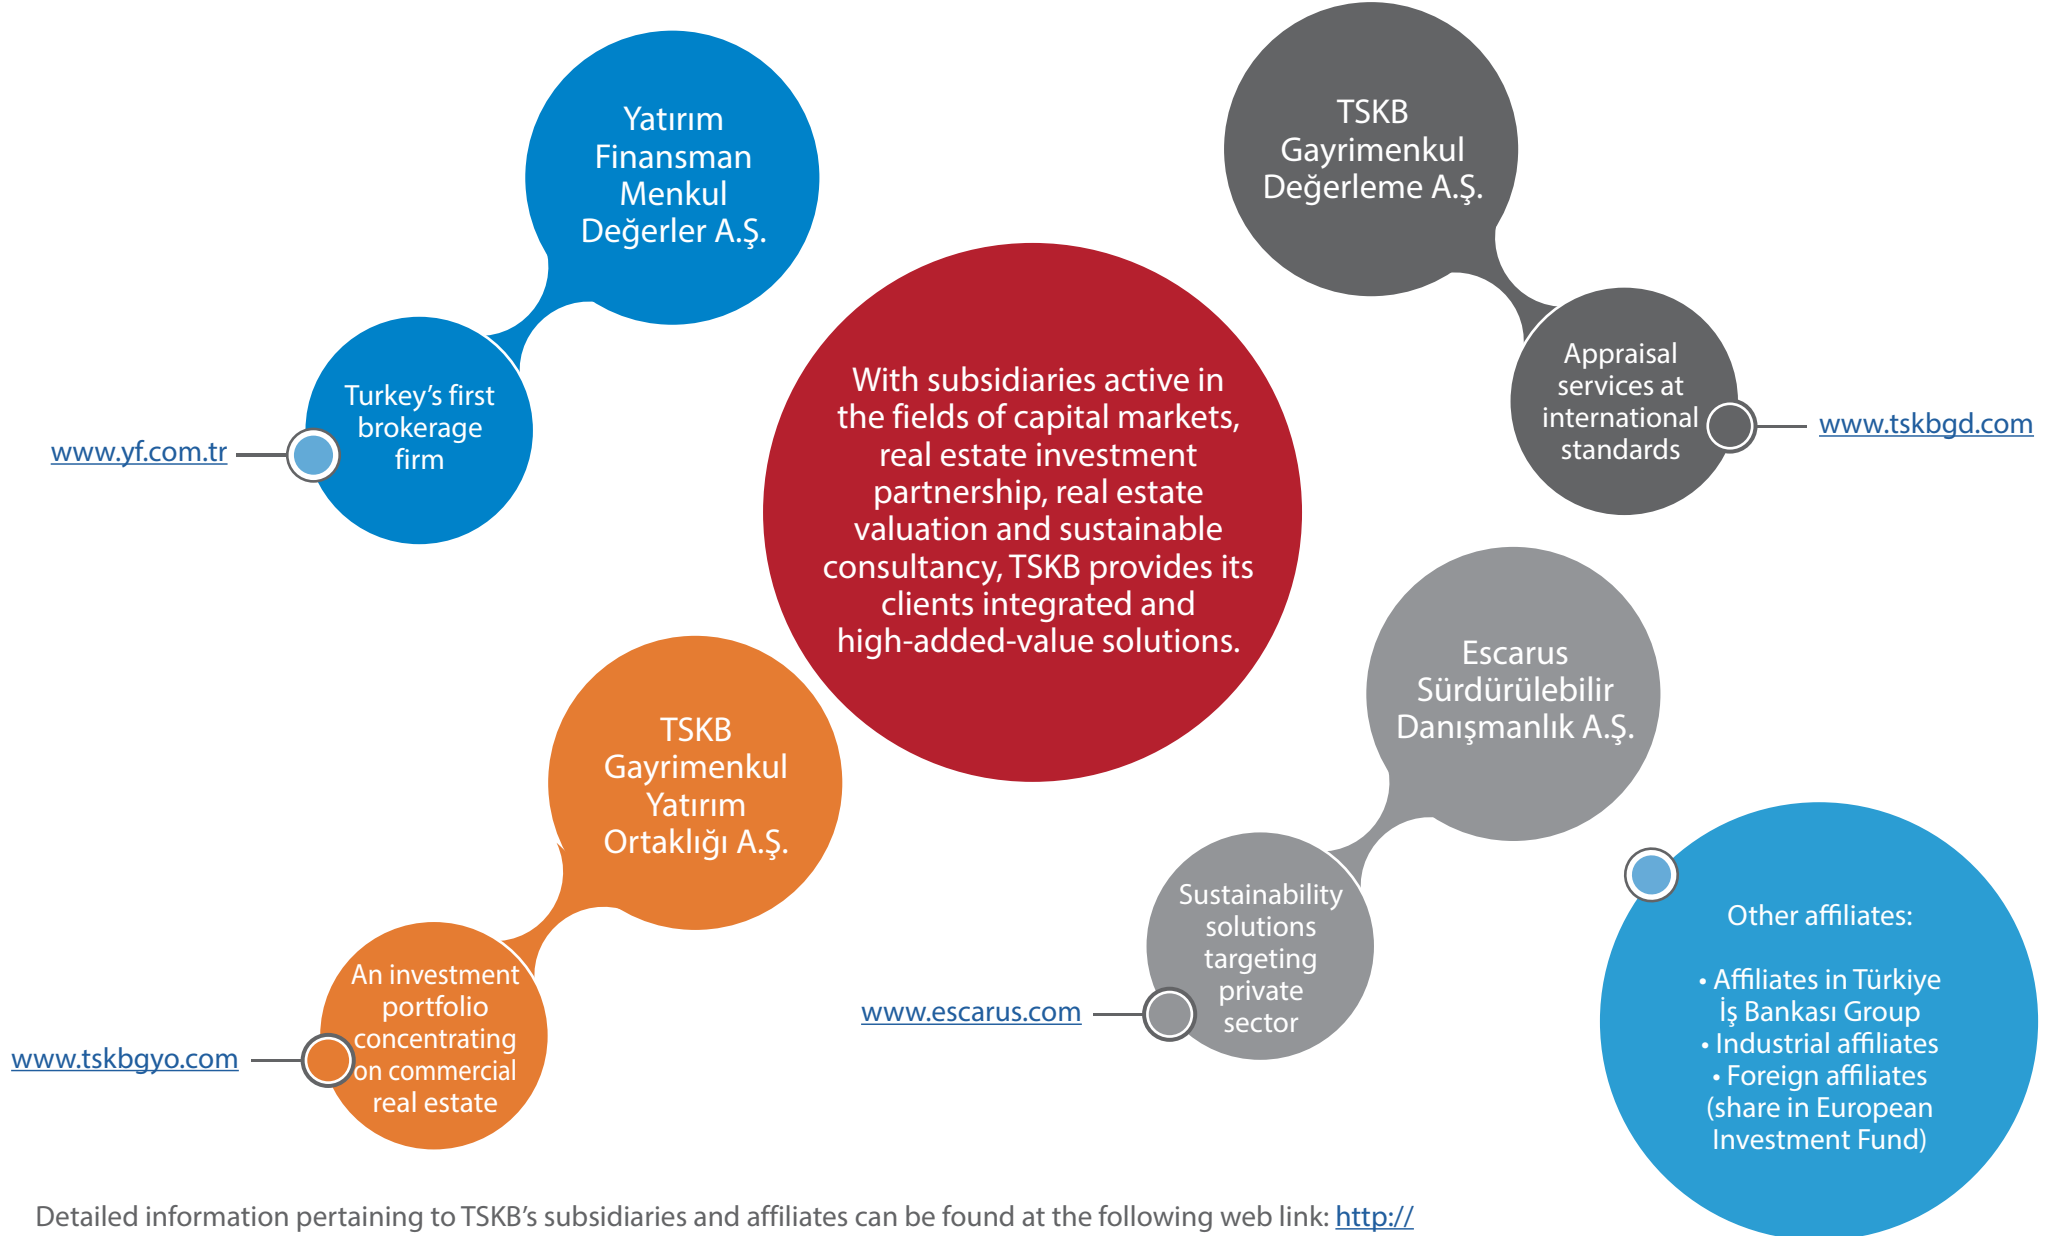 Yatırım
Finansman
Menkul
Değerler A.Ş.
Turkey's first
brokerage
firm
www.yf.com.tr
TSKB
Gayrimenkul
Değerleme A.Ş.
Appraisal
services at
international
standards
www.tskbgd.com
With subsidiaries active in
the fields of capital markets,
real estate investment
partnership, real estate
valuation and sustainable
consultancy, TSKB provides its
clients integrated and
high-added-value solutions.
TSKB
Gayrimenkul
Yatırım
Ortaklığı A.Ş.
An investment
portfolio
concentrating
on commercial
real estate
www.tskbgyo.com
Escarus
Sürdürülebilir
Danışmanlık A.Ş.
Sustainability
solutions
targeting
private
sector
www.escarus.com
Other affiliates:
• Affiliates in Türkiye
İş Bankası Group
• Industrial affiliates
• Foreign affiliates
(share in European
Investment Fund)
Detailed information pertaining to TSKB's subsidiaries and affiliates can be found at the following web link: http://